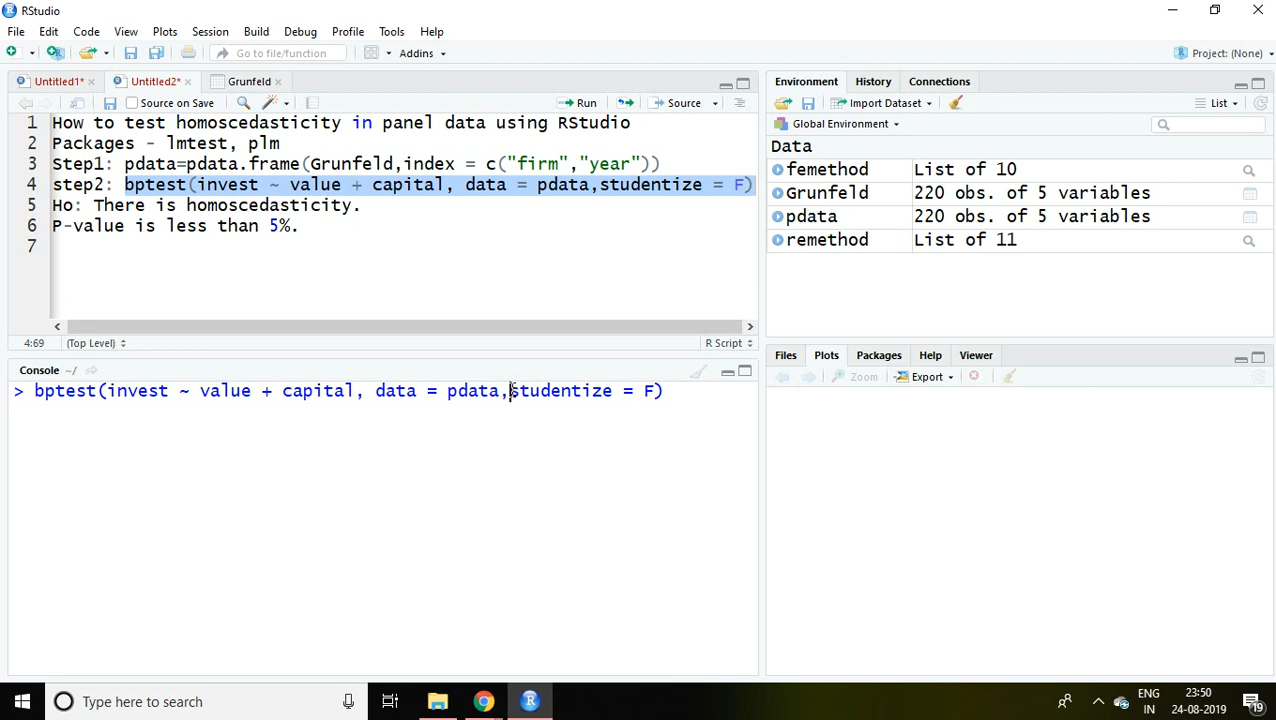 RStudio
File Edit Code View Plots Session Build Debug Profile Tools Help
Go to file/function Addins Project: (None)
Untitled1* Untitled2* Grunfeld
Source on Save Run Source
1 How to test homoscedasticity in panel data using RStudio
2 Packages - lmtest, plm
3 Step1: pdata=pdata.frame(Grunfeld,index = c("firm","year"))
4 step2: bptest(invest ~ value + capital, data = pdata,studentize = F)
5 Ho: There is homoscedasticity.
6 P-value is less than 5%.
7
4:69 (Top Level) R Script
Console ~/
> bptest(invest ~ value + capital, data = pdata,studentize = F)
Environment History Connections
Import Dataset List
Global Environment
Data
femethod List of 10
Grunfeld 220 obs. of 5 variables
pdata 220 obs. of 5 variables
remethod List of 11
Files Plots Packages Help Viewer
Zoom Export
Type here to search
ENG
IN
23:50
24-08-2019
19